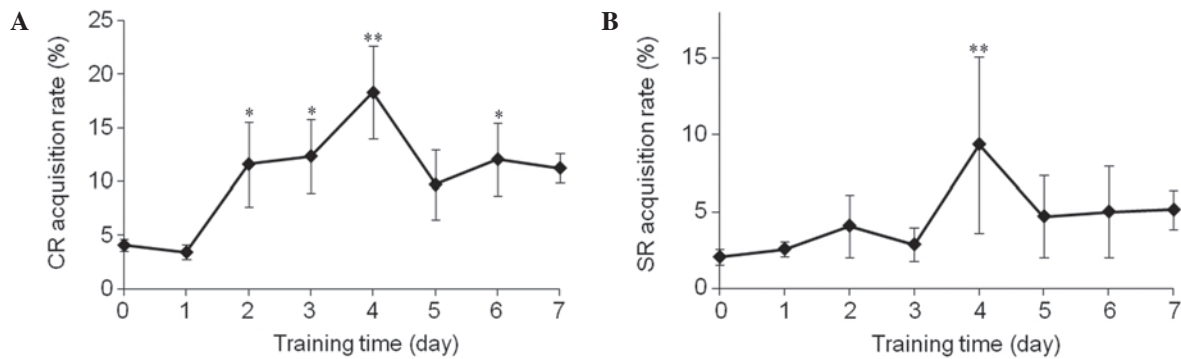 A
CR acquisition rate (%)
25
20
15
10
5
0
* * ** *
0 1 2 3 4 5 6 7
Training time (day)
B
SR acquisition rate (%)
15
10
5
0
**
0 1 2 3 4 5 6 7
Training time (day)